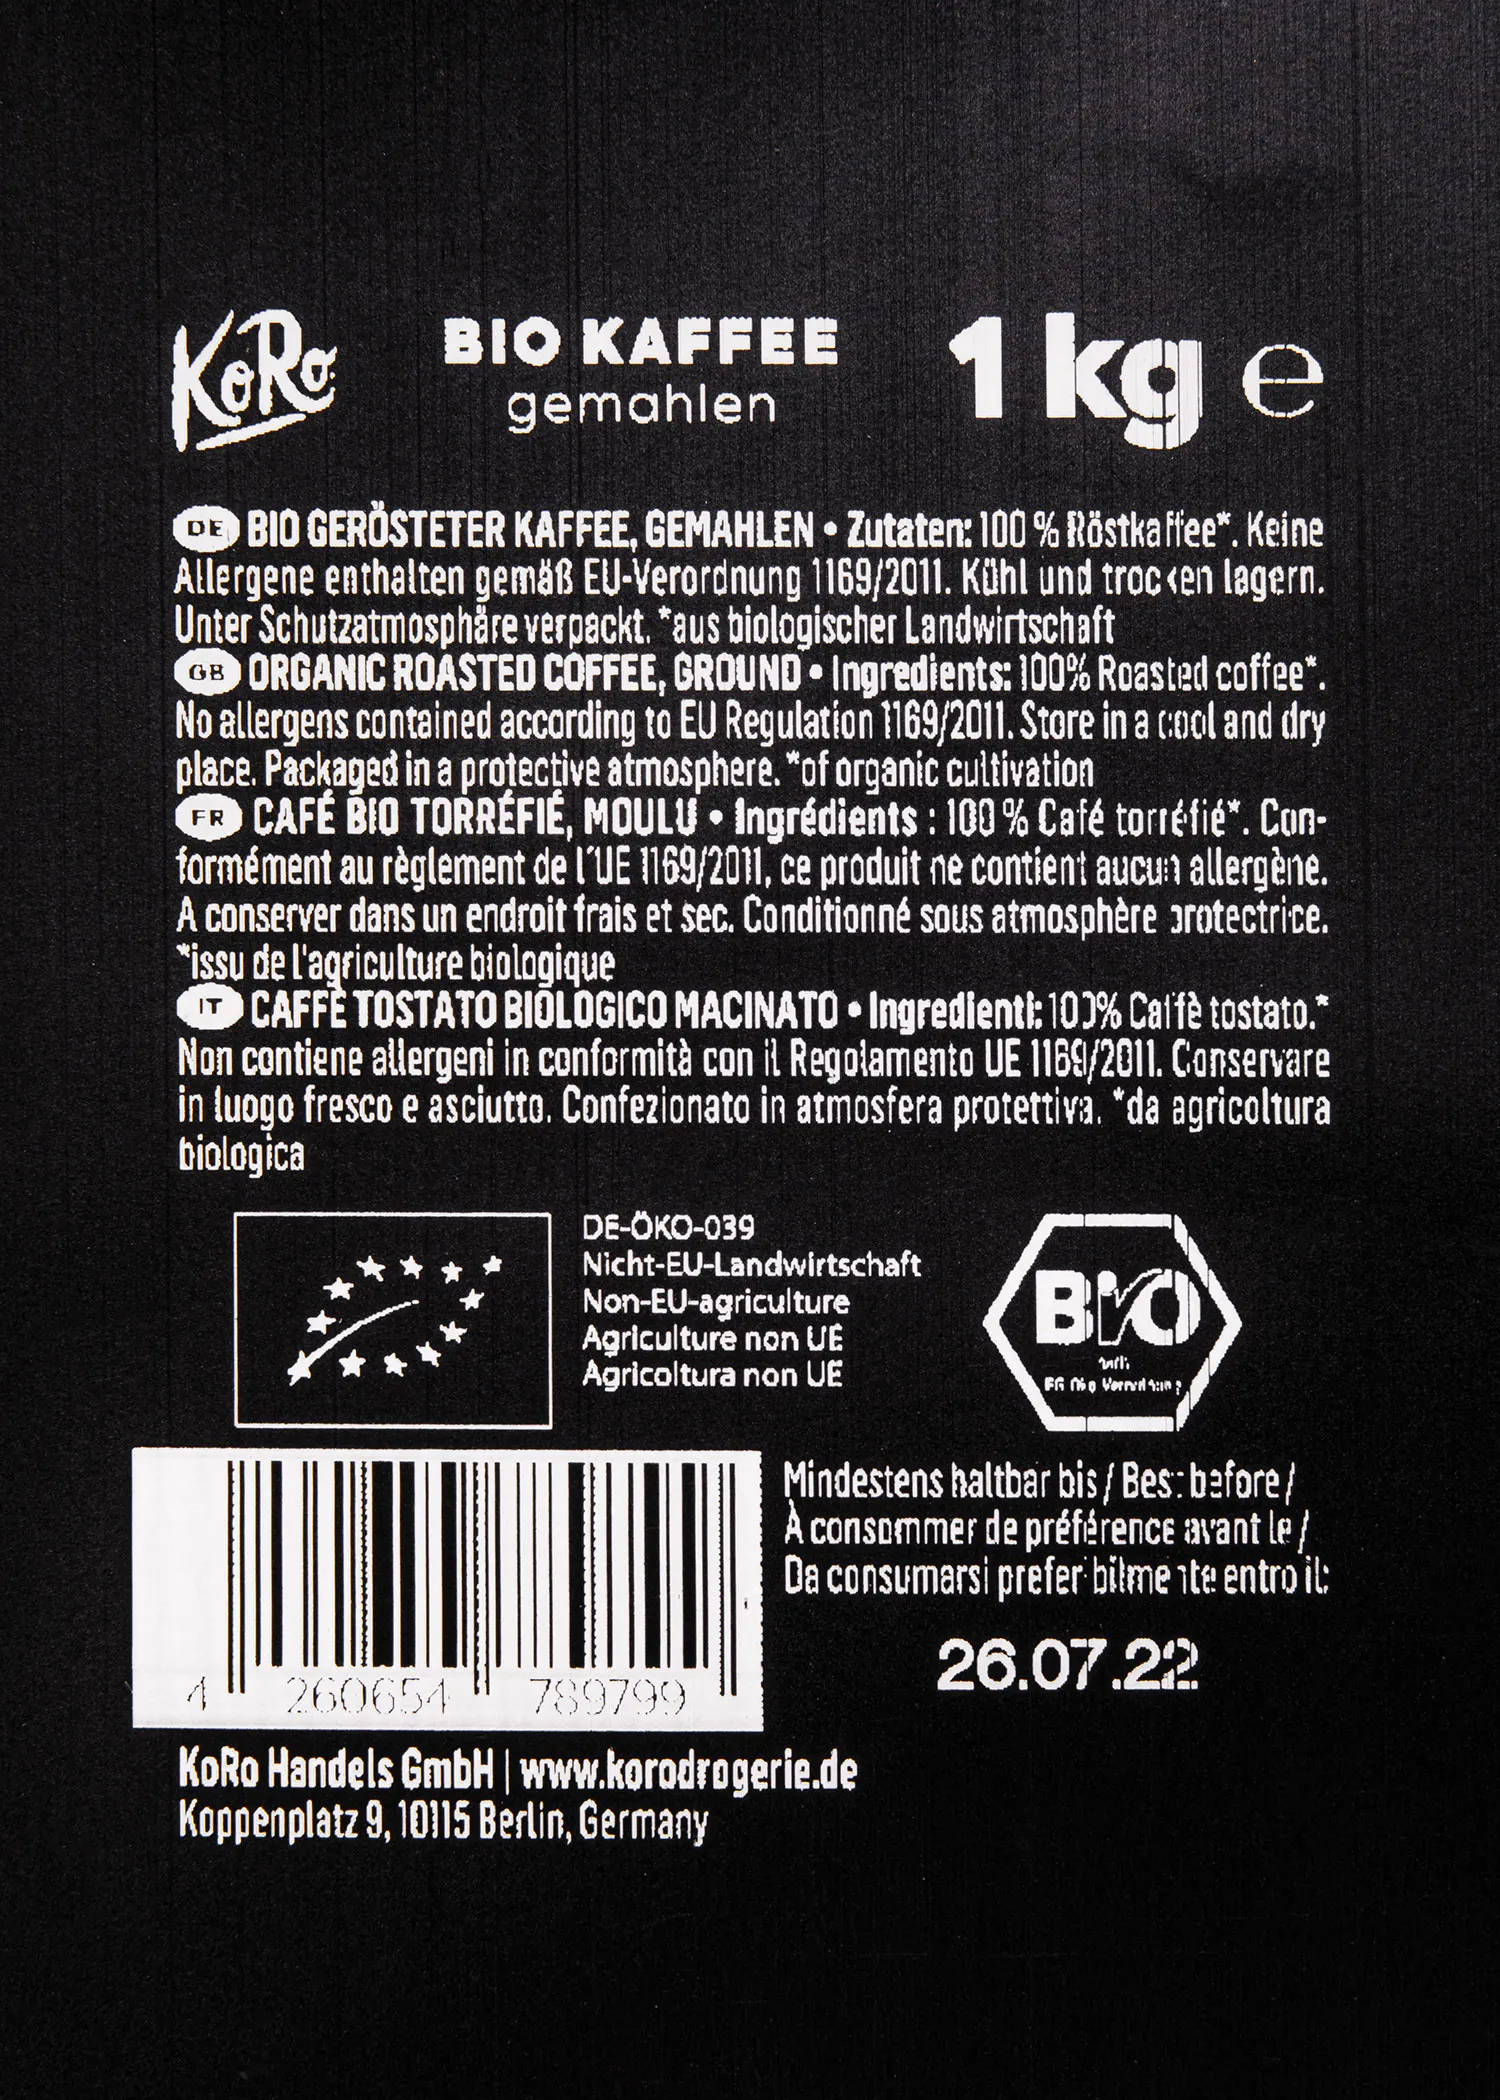 KoRo
BIO KAFFEE
gemahlen
1 kg ℮
DE BIO GERÖSTETER KAFFEE, GEMAHLEN • Zutaten: 100 % Röstkaffee*. Keine
Allergene enthalten gemäß EU-Verordnung 1169/2011. Kühl und trocken lagern.
Unter Schutzatmosphäre verpackt. *aus biologischer Landwirtschaft
GB ORGANIC ROASTED COFFEE, GROUND • Ingredients: 100% Roasted coffee*.
No allergens contained according to EU Regulation 1169/2011. Store in a cool and dry
place. Packaged in a protective atmosphere. *of organic cultivation
FR CAFÉ BIO TORRÉFIÉ, MOULU • Ingrédients : 100 % Café torréfié*. Con-
formément au règlement de l'UE 1169/2011, ce produit ne contient aucun allergène.
A conserver dans un endroit frais et sec. Conditionné sous atmosphère protectrice.
*issu de l'agriculture biologique
IT CAFFÈ TOSTATO BIOLOGICO MACINATO • Ingredienti: 100% Caffè tostato.*
Non contiene allergeni in conformità con il Regolamento UE 1169/2011. Conservare
in luogo fresco e asciutto. Confezionato in atmosfera protettiva. *da agricoltura
biologica
DE-ÖKO-039
Nicht-EU-Landwirtschaft
Non-EU-agriculture
Agriculture non UE
Agricoltura non UE
BIO
nach
EG-Öko-Verordnung
Mindestens haltbar bis / Best before /
À consommer de préférence avant le /
Da consumarsi preferibilmente entro il:
26.07.22
4 260654 789799
KoRo Handels GmbH | www.korodrogerie.de
Koppenplatz 9, 10115 Berlin, Germany